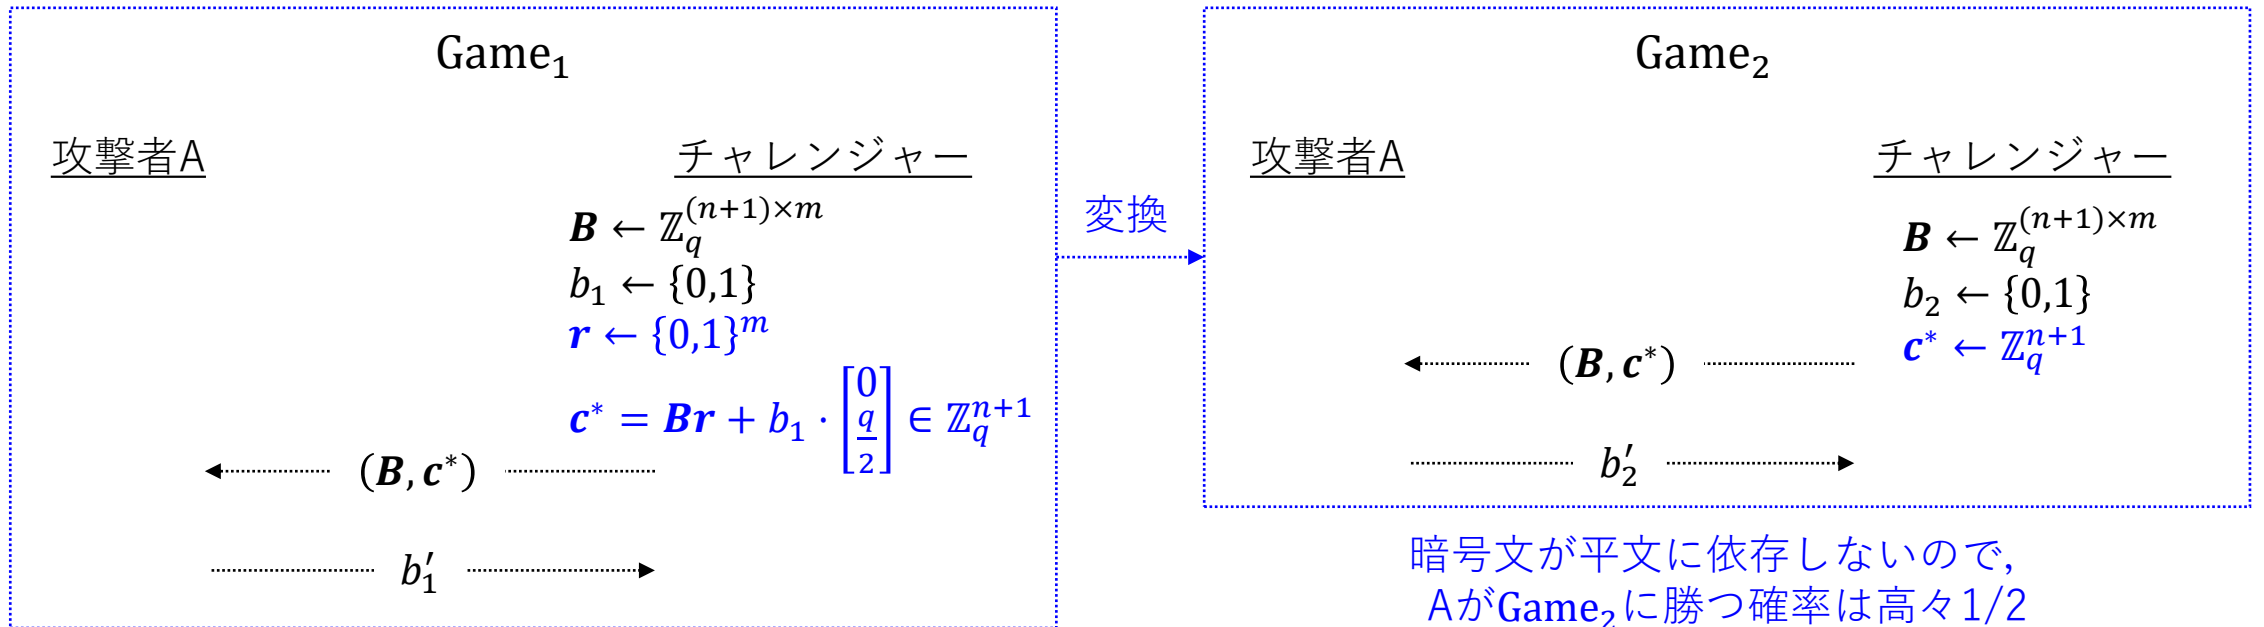 Game₁
攻撃者A
チャレンジャー
𝑩 ← ℤ_q^{(n+1)×m}
b₁ ← {0,1}
𝒓 ← {0,1}^m
𝒄* = 𝑩𝒓 + b₁ · [0 q/2] ∈ ℤ_q^{n+1}
(𝑩, 𝒄*)
b′₁
変換
Game₂
攻撃者A
チャレンジャー
𝑩 ← ℤ_q^{(n+1)×m}
b₂ ← {0,1}
𝒄* ← ℤ_q^{n+1}
(𝑩, 𝒄*)
b′₂
暗号文が平文に依存しないので,
AがGame₂に勝つ確率は高々1/2